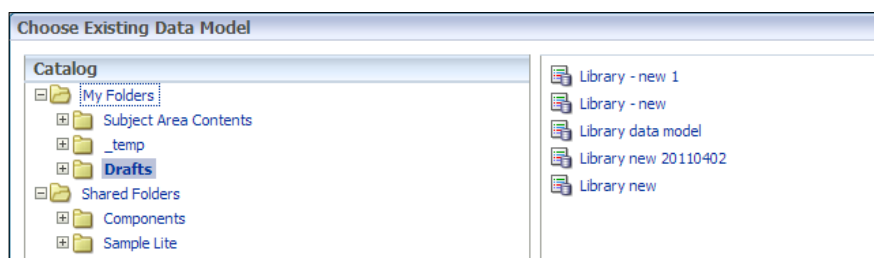 Choose Existing Data Model
Catalog
My Folders
Subject Area Contents
_temp
Drafts
Shared Folders
Components
Sample Lite
Library - new 1
Library - new
Library data model
Library new 20110402
Library new